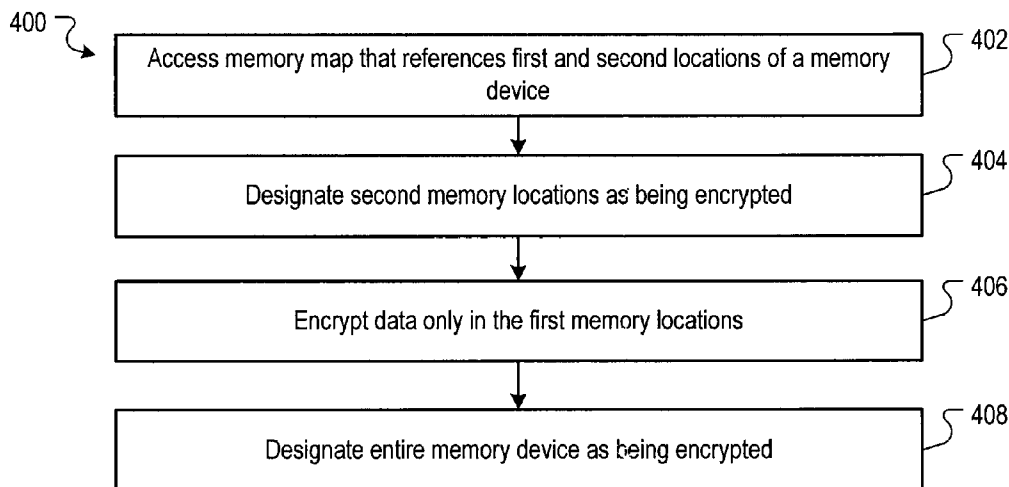 400
402
Access memory map that references first and second locations of a memory
device
404
Designate second memory locations as being encrypted
406
Encrypt data only in the first memory locations
408
Designate entire memory device as being encrypted